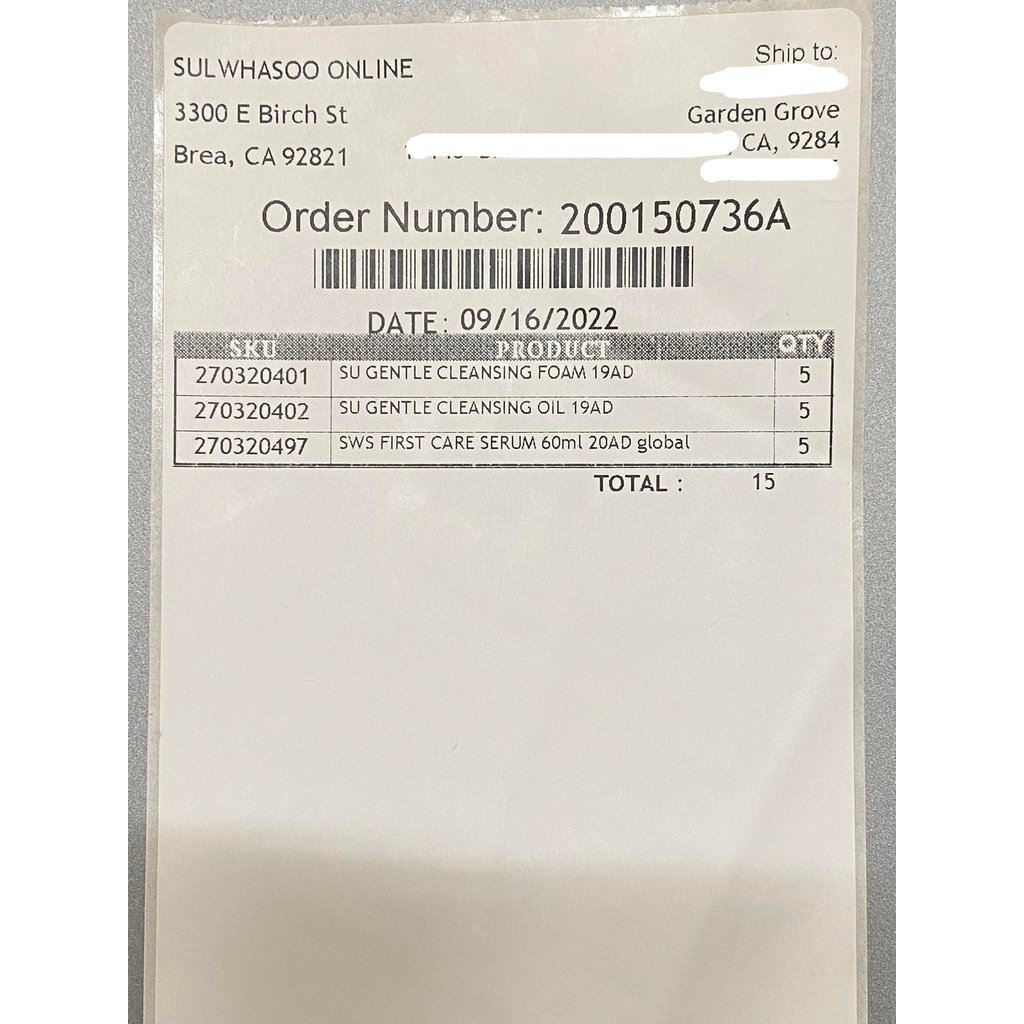 SULWHASOO ONLINE
3300 E Birch St
Brea, CA 92821
Ship to:
Garden Grove
, CA, 9284
Order Number: 200150736A
DATE: 09/16/2022
SKU PRODUCT QTY
270320401 SU GENTLE CLEANSING FOAM 19AD 5
270320402 SU GENTLE CLEANSING OIL 19AD 5
270320497 SWS FIRST CARE SERUM 60ml 20AD global 5
TOTAL : 15